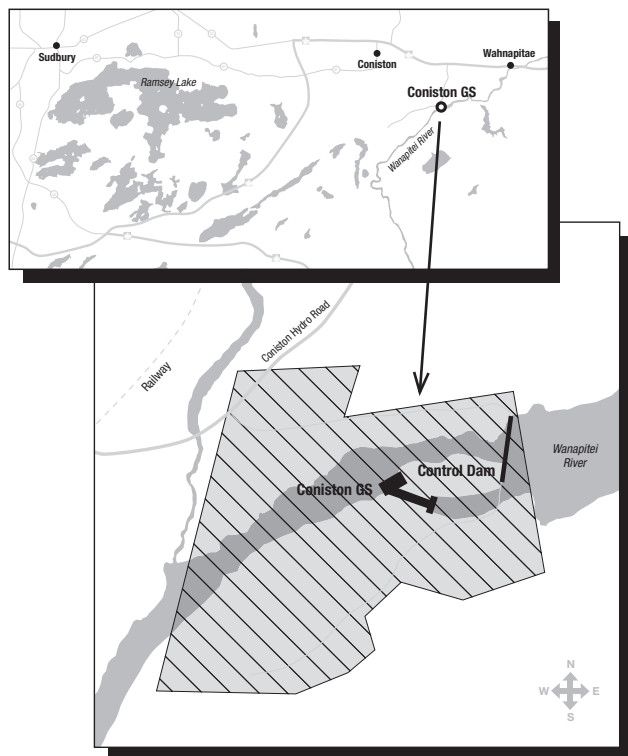 Sudbury
Ramsey Lake
Coniston
Wahnapitae
Coniston GS
Wanapitei River
Coniston Hydro Road
Railway
Wanapitei
River
Control Dam
Coniston GS
N
W E
S